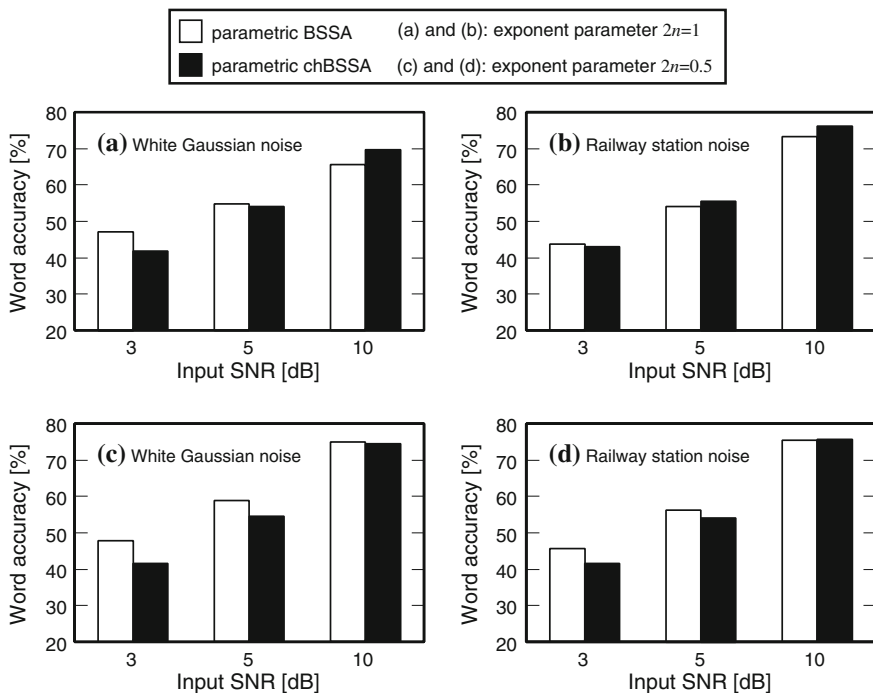 parametric BSSA (a) and (b): exponent parameter 2n=1
parametric chBSSA (c) and (d): exponent parameter 2n=0.5
(a) White Gaussian noise
Word accuracy [%]
80
70
60
50
40
30
20
3 5 10
Input SNR [dB]
(b) Railway station noise
Word accuracy [%]
80
70
60
50
40
30
20
3 5 10
Input SNR [dB]
(c) White Gaussian noise
Word accuracy [%]
80
70
60
50
40
30
20
3 5 10
Input SNR [dB]
(d) Railway station noise
Word accuracy [%]
80
70
60
50
40
30
20
3 5 10
Input SNR [dB]